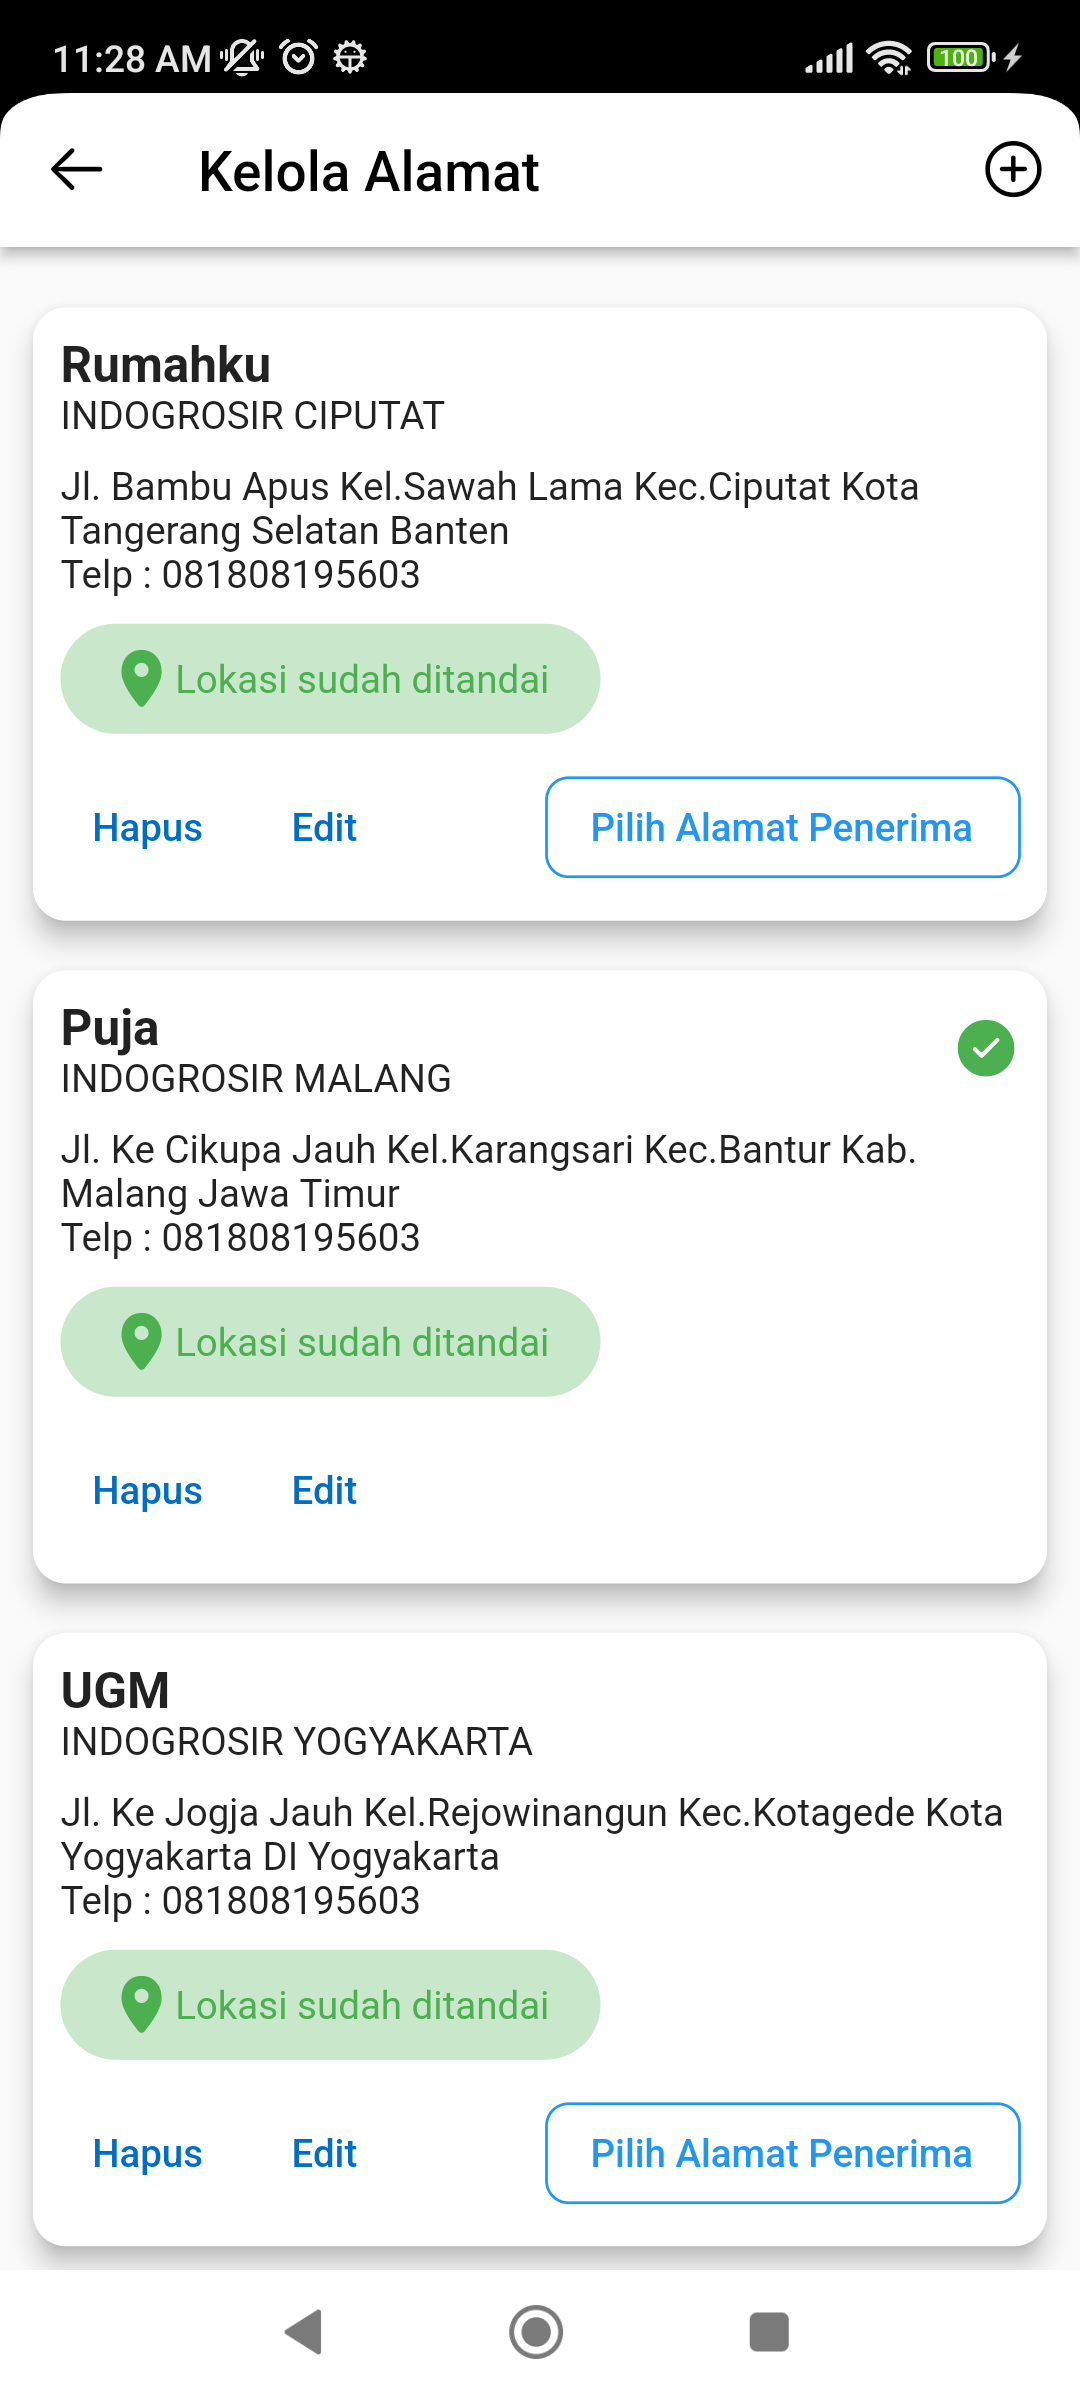 11:28 AM
100
Kelola Alamat
Rumahku
INDOGROSIR CIPUTAT
Jl. Bambu Apus Kel.Sawah Lama Kec.Ciputat Kota
Tangerang Selatan Banten
Telp : 081808195603
Lokasi sudah ditandai
Hapus Edit Pilih Alamat Penerima
Puja
INDOGROSIR MALANG
Jl. Ke Cikupa Jauh Kel.Karangsari Kec.Bantur Kab.
Malang Jawa Timur
Telp : 081808195603
Lokasi sudah ditandai
Hapus Edit
UGM
INDOGROSIR YOGYAKARTA
Jl. Ke Jogja Jauh Kel.Rejowinangun Kec.Kotagede Kota
Yogyakarta DI Yogyakarta
Telp : 081808195603
Lokasi sudah ditandai
Hapus Edit Pilih Alamat Penerima